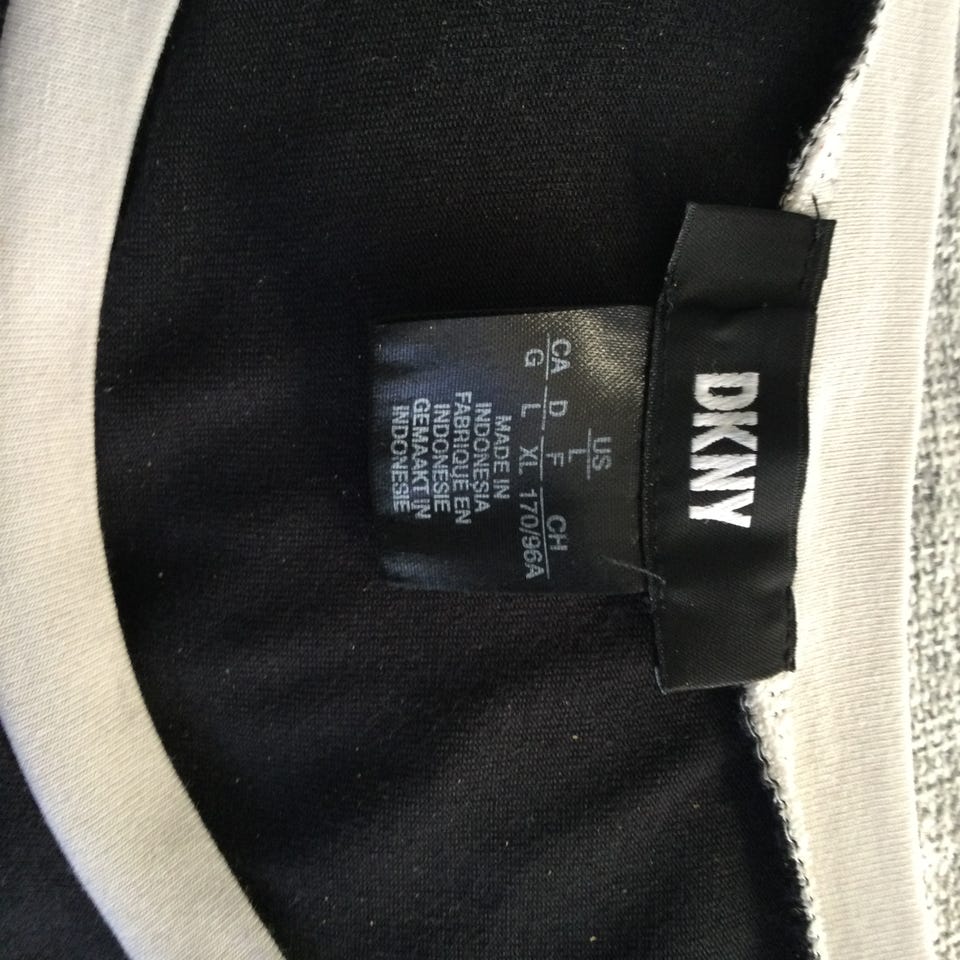 DKNY
US
L
CA D F CH
G L XL 170/96A
MADE IN
INDONESIA
FABRIQUÉ EN
INDONESIE
GEMAAKT IN
INDONESIE